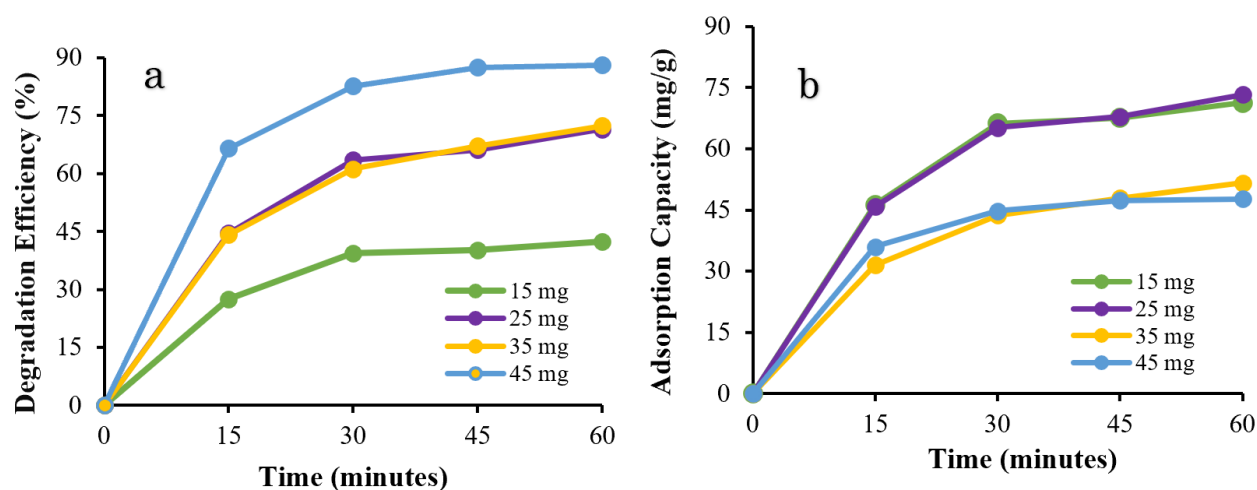 a
Degradation Efficiency (%)
90
75
60
45
30
15
0
0 15 30 45 60
Time (minutes)
15 mg
25 mg
35 mg
45 mg
b
Adsorption Capacity (mg/g)
90
75
60
45
30
15
0
0 15 30 45 60
Time (minutes)
15 mg
25 mg
35 mg
45 mg